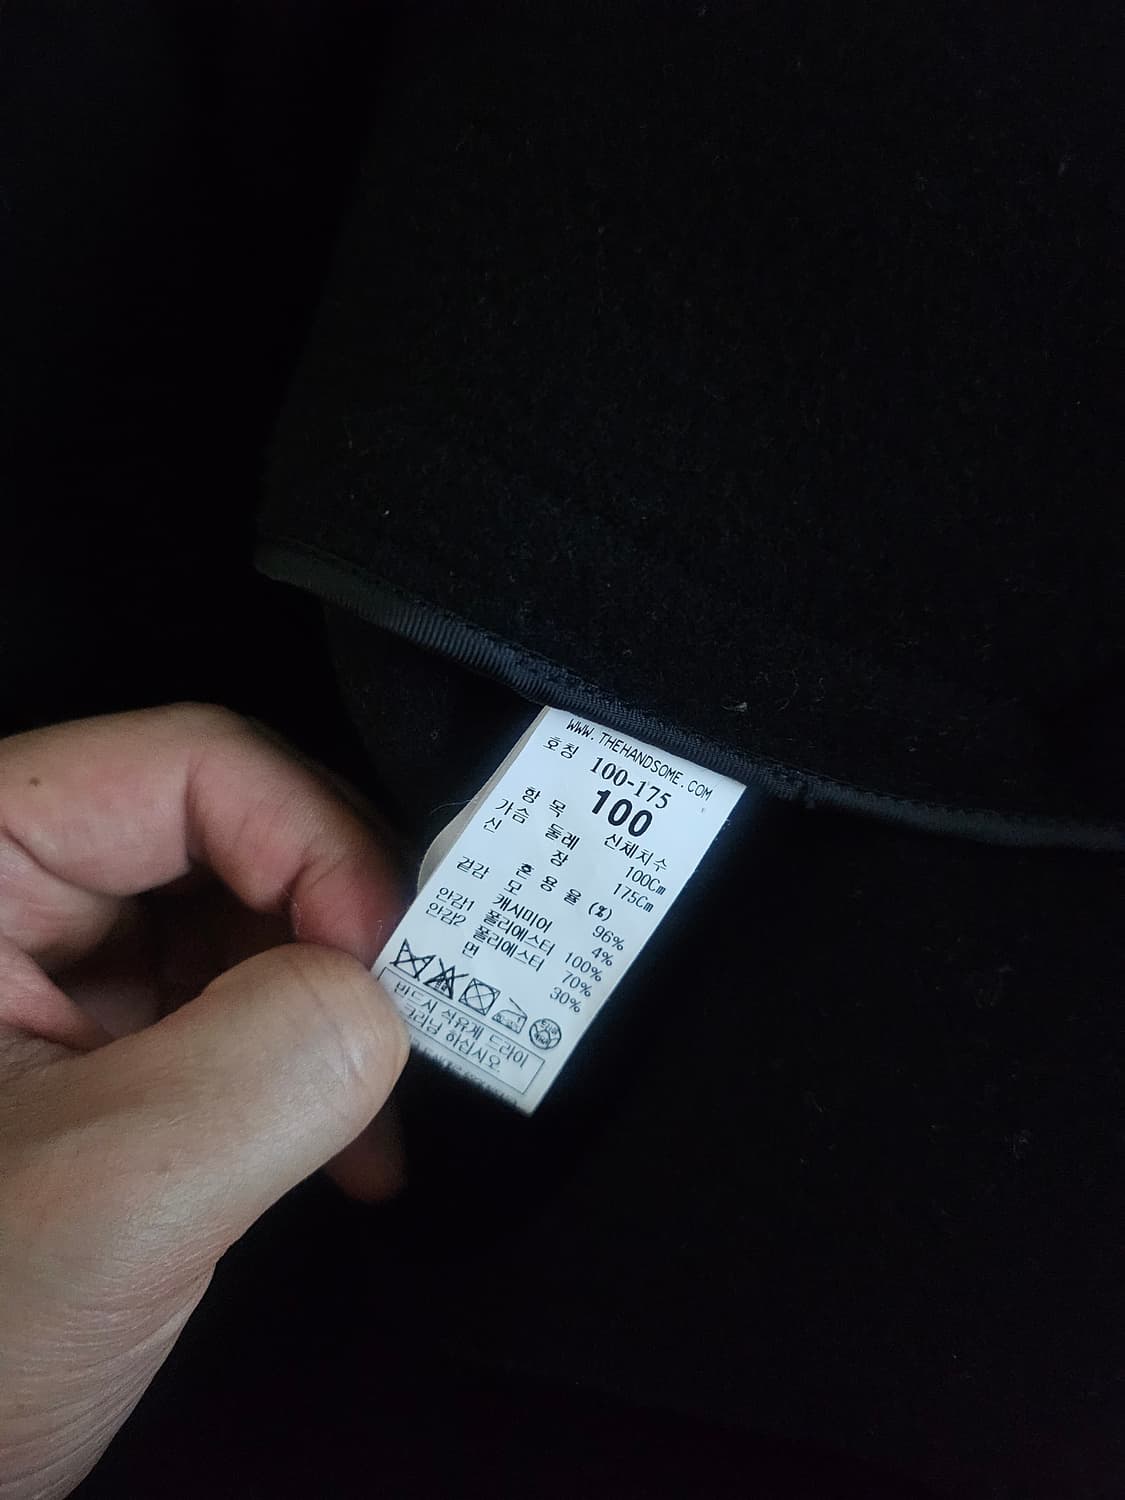 WWW.THEHANDSOME.COM
호칭 100-175
100
항 목 신체치수
가슴 둘레 100Cm
신 장 175Cm
혼 용 율 (%)
겉감 모 96%
캐시미어 4%
안감1 폴리에스터 100%
안감2 폴리에스터 70%
면 30%
반드시 석유계 드라이
크리닝 하십시오.